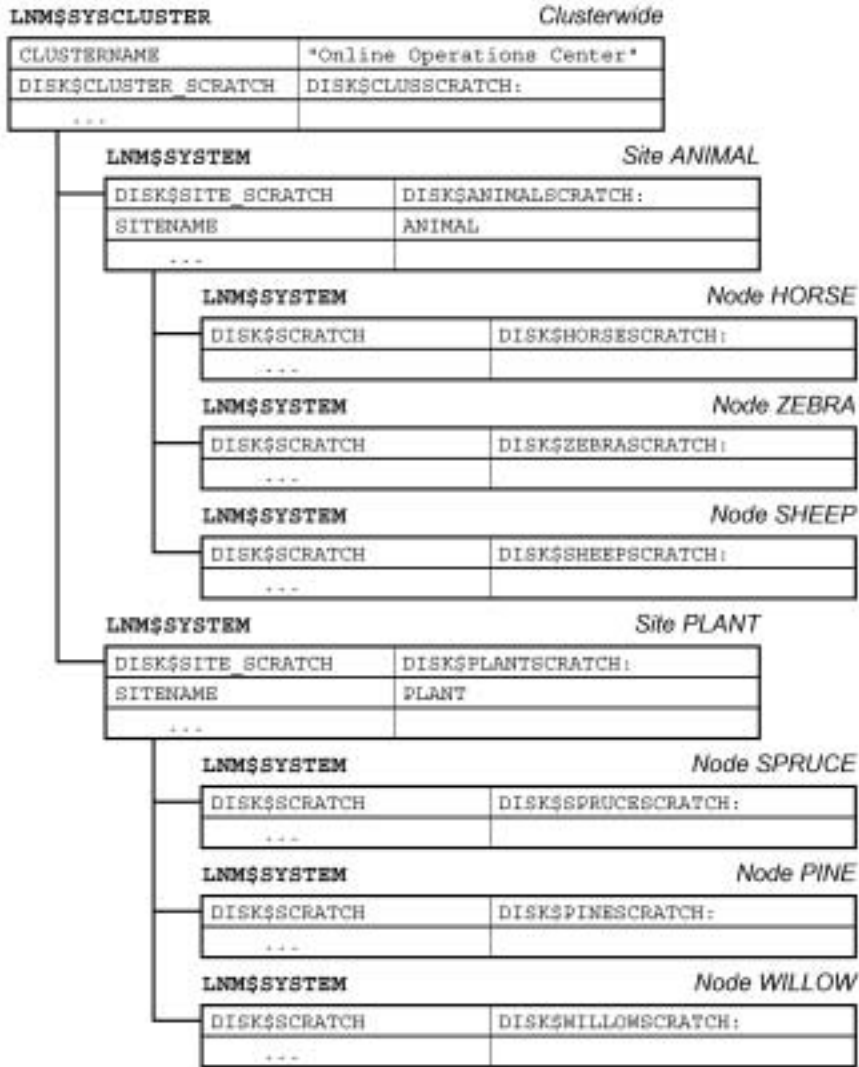 LNM$SYSCLUSTER Clusterwide
CLUSTERNAME "Online Operations Center"
DISK$CLUSTER_SCRATCH DISK$CLUSSCRATCH:
...
LNM$SYSTEM Site ANIMAL
DISK$SITE_SCRATCH DISK$ANIMALSCRATCH:
SITENAME ANIMAL
...
LNM$SYSTEM Node HORSE
DISK$SCRATCH DISK$HORSESCRATCH:
...
LNM$SYSTEM Node ZEBRA
DISK$SCRATCH DISK$ZEBRASCRATCH:
...
LNM$SYSTEM Node SHEEP
DISK$SCRATCH DISK$SHEEPSCRATCH:
...
LNM$SYSTEM Site PLANT
DISK$SITE_SCRATCH DISK$PLANTSCRATCH:
SITENAME PLANT
...
LNM$SYSTEM Node SPRUCE
DISK$SCRATCH DISK$SPRUCESCRATCH:
...
LNM$SYSTEM Node PINE
DISK$SCRATCH DISK$PINESCRATCH:
...
LNM$SYSTEM Node WILLOW
DISK$SCRATCH DISK$WILLOWSCRATCH:
...